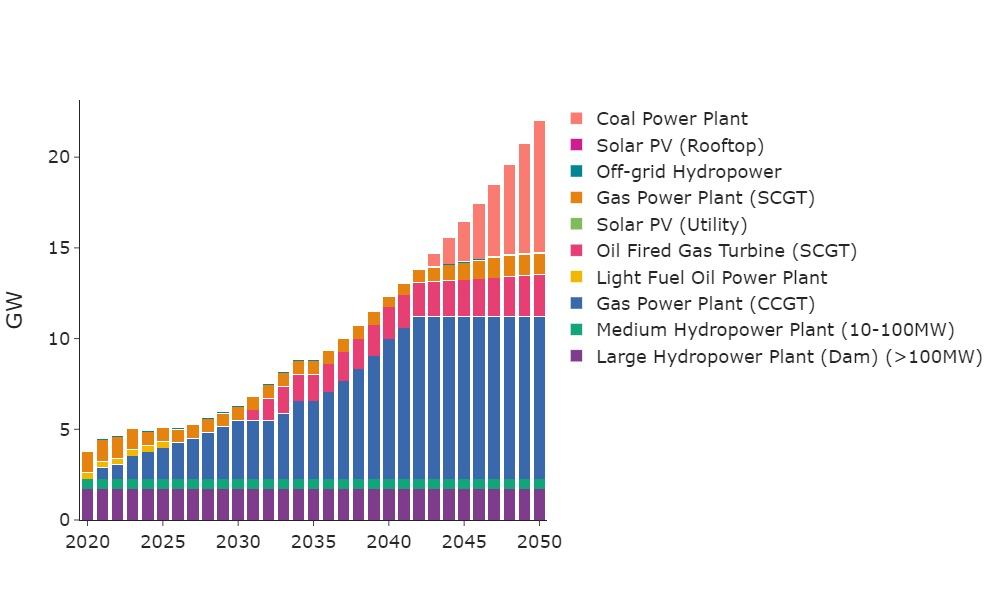 GW
20
15
10
5
0
2020 2025 2030 2035 2040 2045 2050
Coal Power Plant
Solar PV (Rooftop)
Off-grid Hydropower
Gas Power Plant (SCGT)
Solar PV (Utility)
Oil Fired Gas Turbine (SCGT)
Light Fuel Oil Power Plant
Gas Power Plant (CCGT)
Medium Hydropower Plant (10-100MW)
Large Hydropower Plant (Dam) (>100MW)